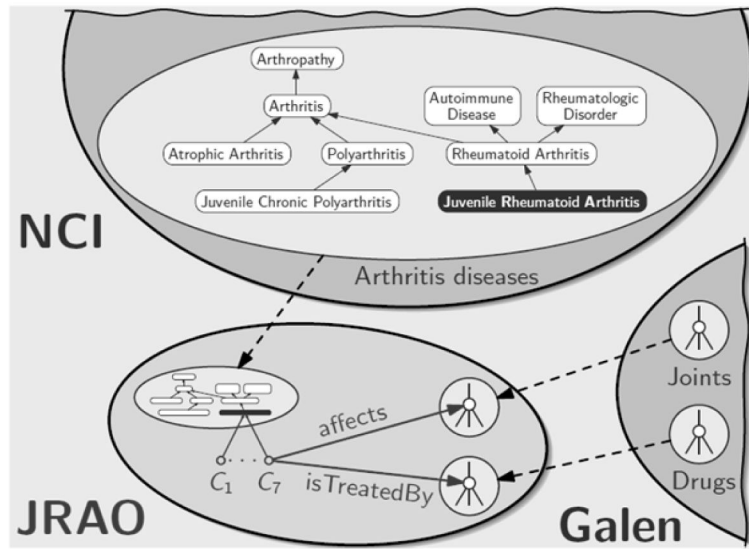 Arthropathy
Arthritis
Autoimmune
Disease
Rheumatologic
Disorder
Atrophic Arthritis
Polyarthritis
Rheumatoid Arthritis
Juvenile Chronic Polyarthritis
Juvenile Rheumatoid Arthritis
NCI
Arthritis diseases
Joints
affects
C1 · · · · C7
isTreatedBy
Drugs
JRAO
Galen